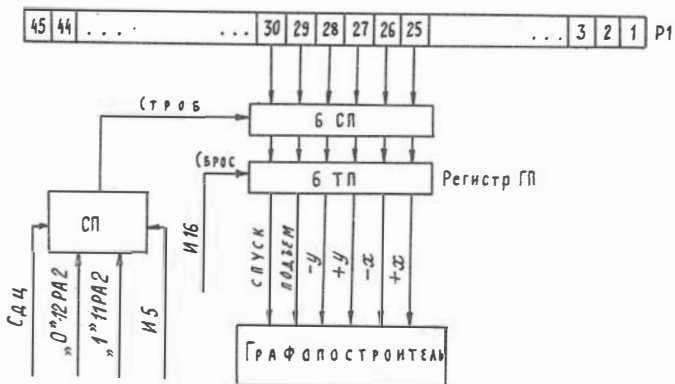 45 44 . . . . ... 30 29 28 27 26 25 ... 3 2 1 Р1
Строб
6 СП
Сброс
6 ТП Регистр ГП
СП
Сдц
„0”·12РА2
„1”·11РА2
И5
И16
спуск
подъем
-y
+y
-x
+x
Графопостроитель